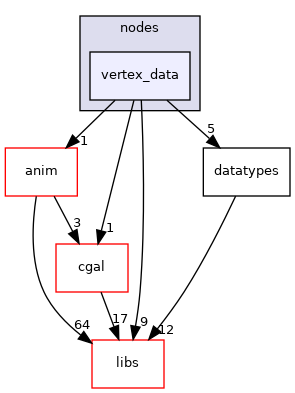 nodes
vertex_data
5
1
anim
datatypes
3
1
cgal
64
17
9
12
libs